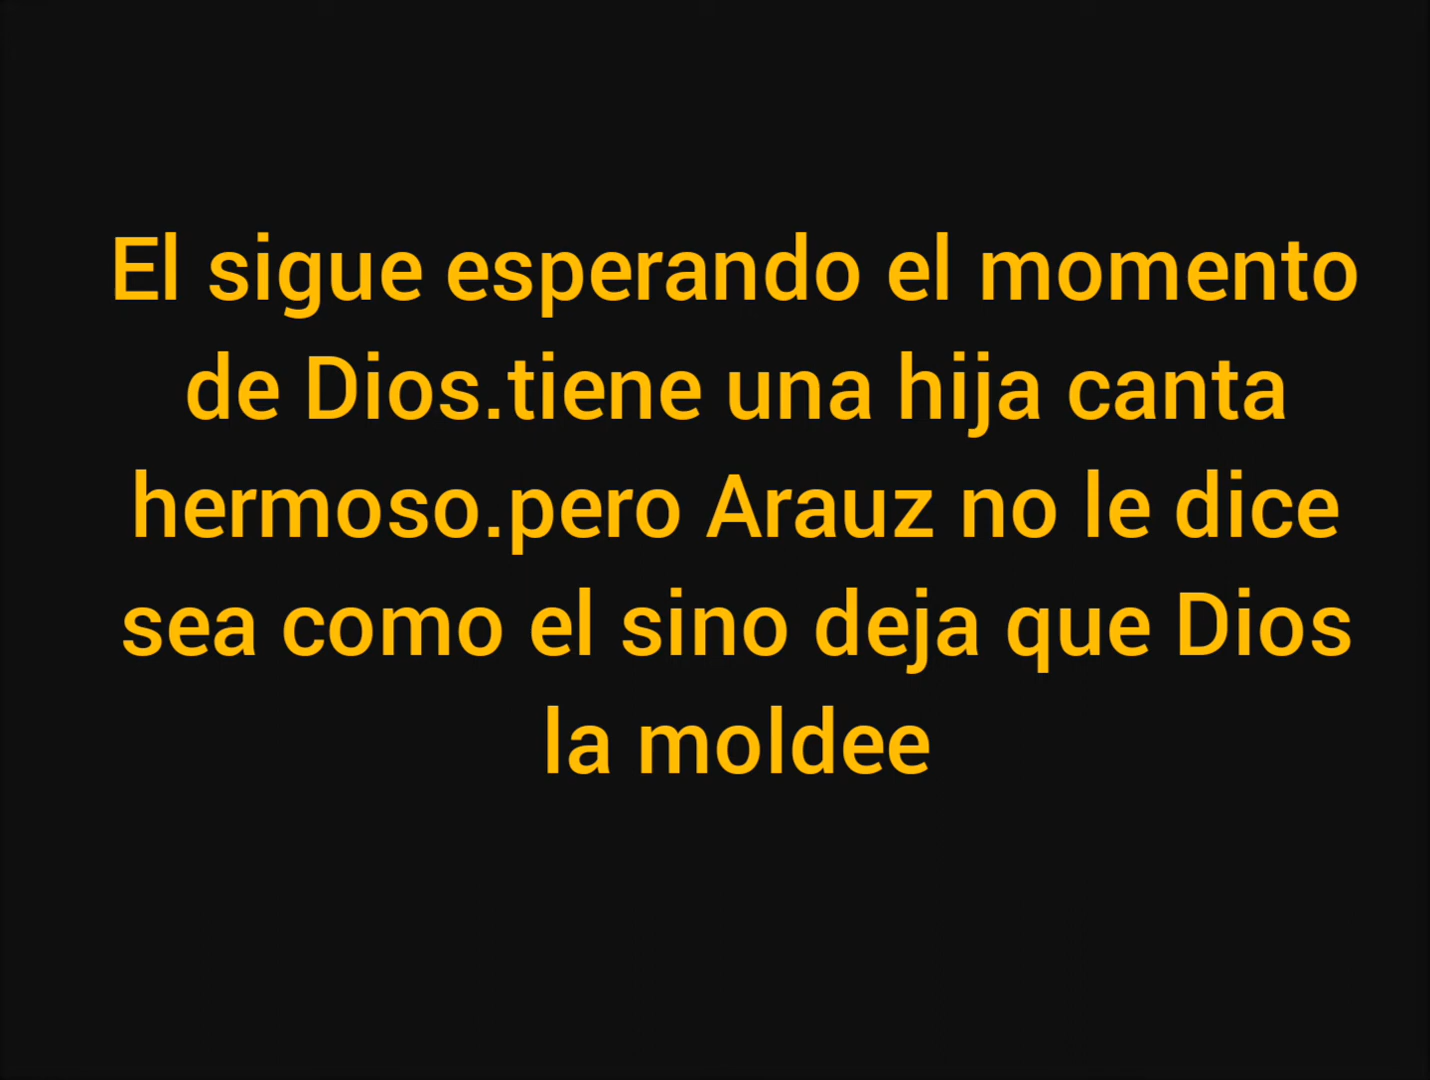 El sigue esperando el momento
de Dios.tiene una hija canta
hermoso.pero Arauz no le dice
sea como el sino deja que Dios
la moldee